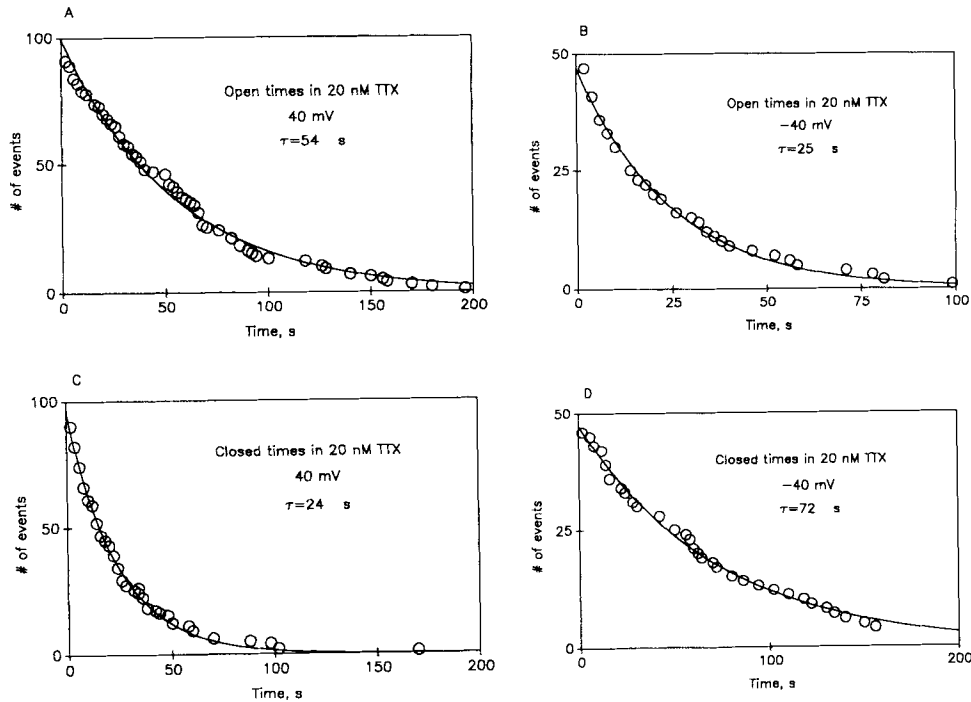 A
100
50
0
# of events
Open times in 20 nM TTX
40 mV
τ=54 s
0 50 100 150 200
Time, s
B
50
25
0
# of events
Open times in 20 nM TTX
−40 mV
τ=25 s
0 25 50 75 100
Time, s
C
100
50
0
# of events
Closed times in 20 nM TTX
40 mV
τ=24 s
0 50 100 150 200
Time, s
D
50
25
0
# of events
Closed times in 20 nM TTX
−40 mV
τ=72 s
0 100 200
Time, s